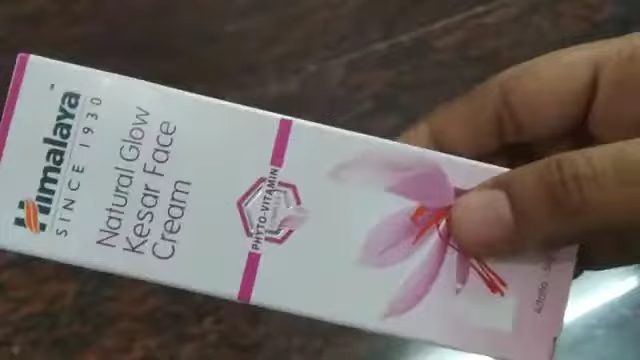 Himalaya
SINCE 1930
Natural Glow
Kesar Face
Cream
PHYTO-VITAMIN